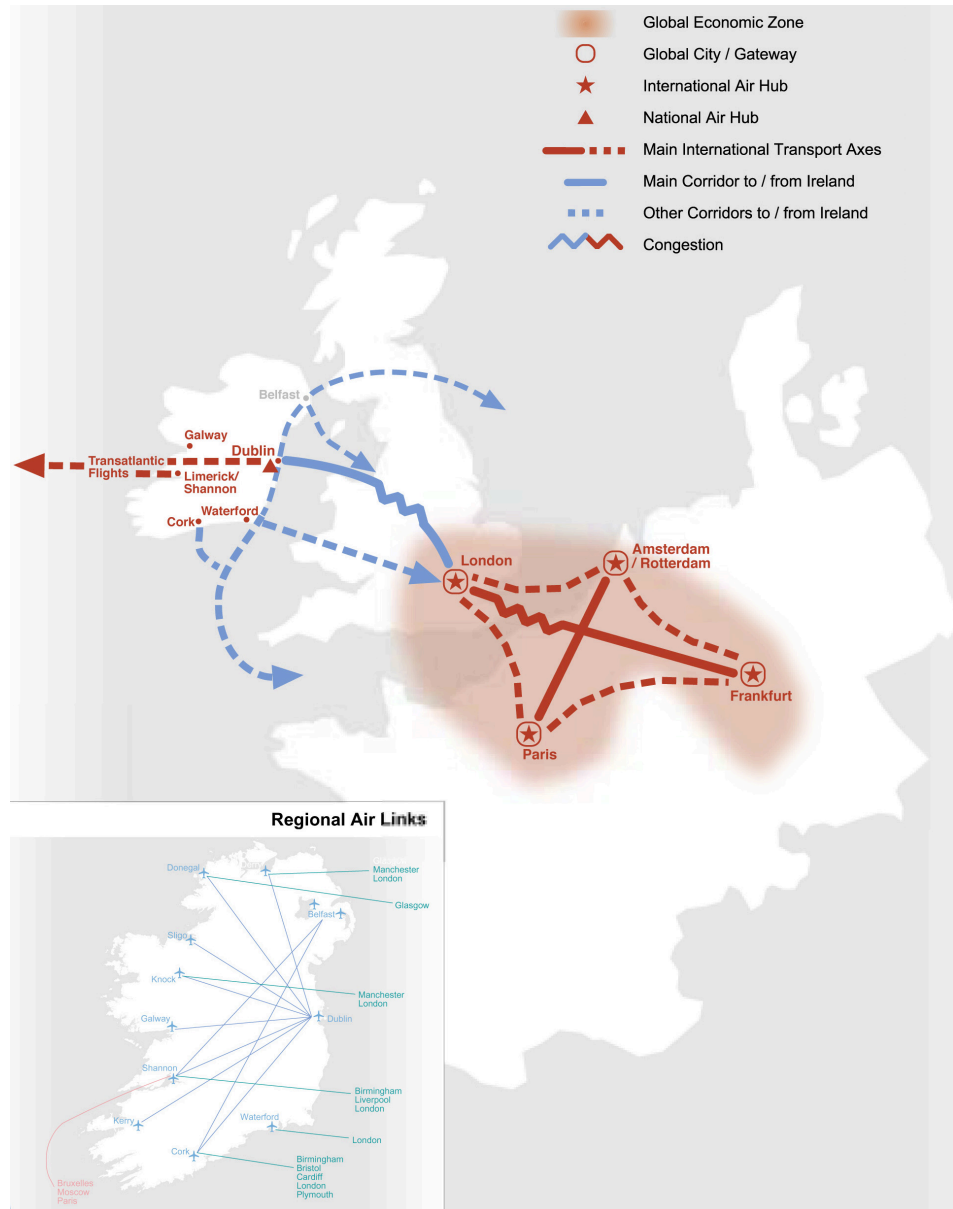 Global Economic Zone
Global City / Gateway
International Air Hub
National Air Hub
Main International Transport Axes
Main Corridor to / from Ireland
Other Corridors to / from Ireland
Congestion
Belfast
Galway
Dublin
Transatlantic
Flights
Limerick/
Shannon
Waterford
Cork
London
Amsterdam
/ Rotterdam
Frankfurt
Paris
Regional Air Links
Donegal
Manchester
London
Glasgow
Belfast
Sligo
Knock
Manchester
London
Galway
Dublin
Shannon
Birmingham
Liverpool
London
Kerry
Waterford
London
Cork
Birmingham
Bristol
Cardiff
London
Plymouth
Bruxelles
Moscow
Paris